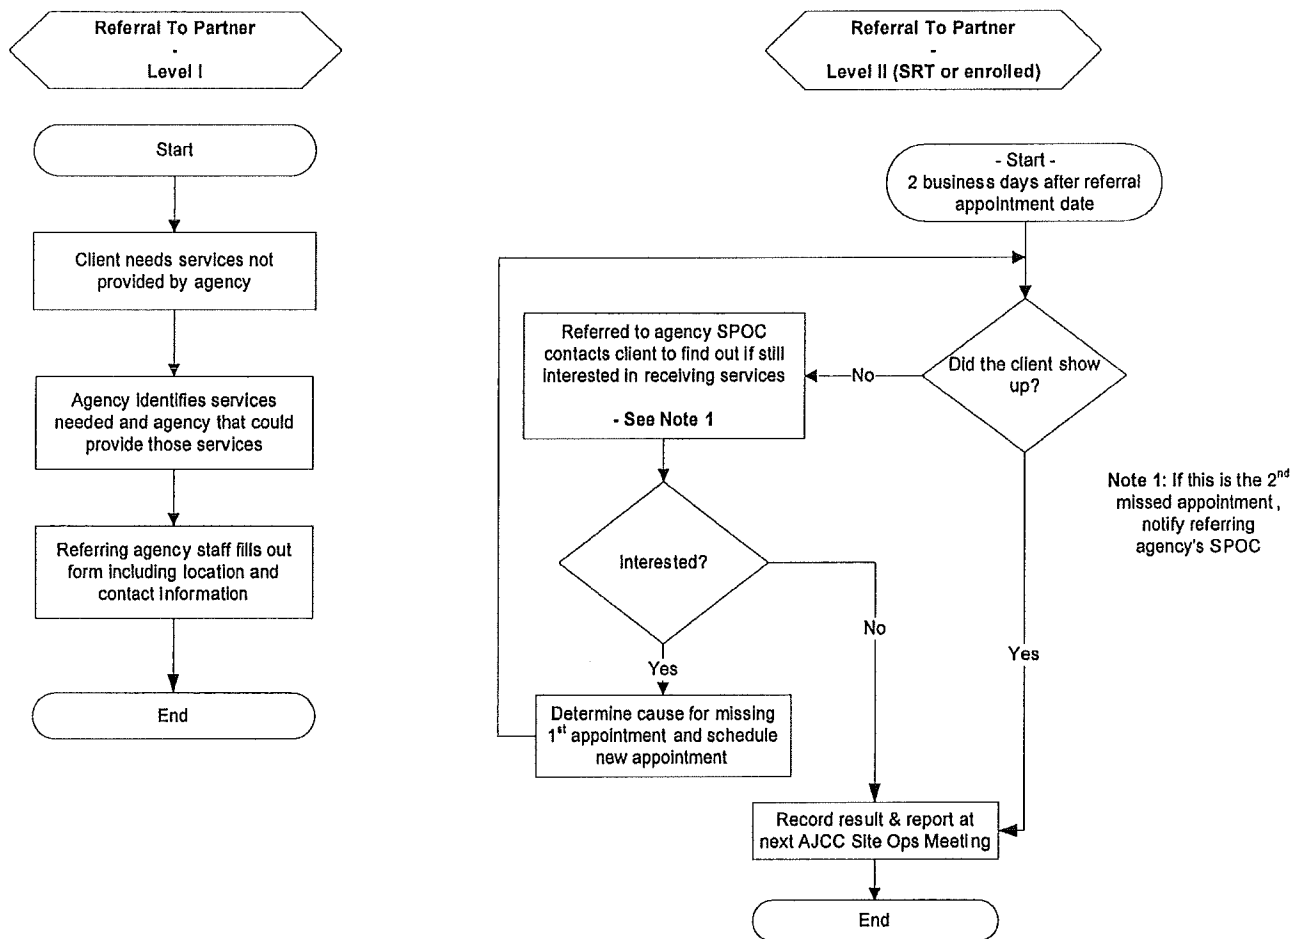 Referral To Partner
-
Level I
Start
Client needs services not
provided by agency
Agency identifies services
needed and agency that could
provide those services
Referring agency staff fills out
form including location and
contact information
End
Referral To Partner
-
Level II (SRT or enrolled)
- Start -
2 business days after referral
appointment date
Did the client show
up?
No
Referred to agency SPOC
contacts client to find out if still
interested in receiving services
- See Note 1
Interested?
Yes
Determine cause for missing
1st appointment and schedule
new appointment
No
Yes
Note 1: If this is the 2nd
missed appointment,
notify referring
agency's SPOC
Record result & report at
next AJCC Site Ops Meeting
End